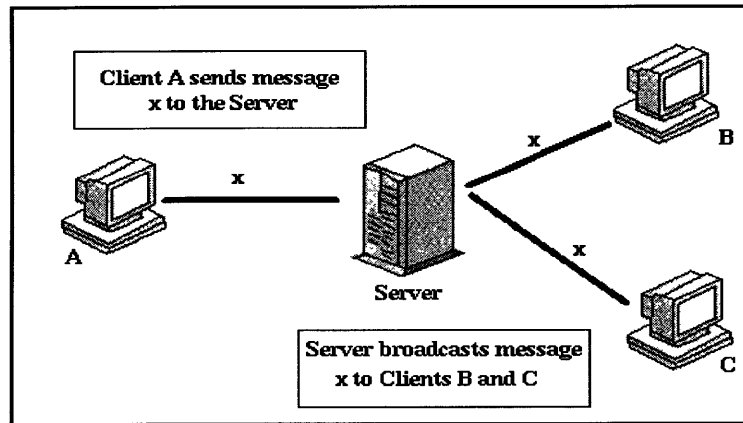 Client A sends message
x to the Server
x
A
Server
x
B
x
C
Server broadcasts message
x to Clients B and C